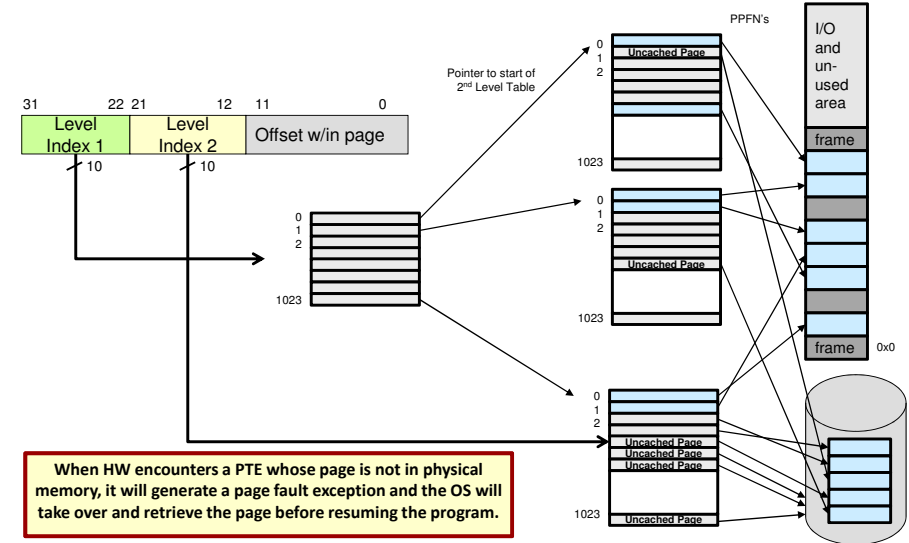 PPFN's
I/O
and
un-
used
area
frame
frame
0x0
Pointer to start of
2nd Level Table
31
22
21
12
11
0
Level
Index 1
Level
Index 2
Offset w/in page
10
10
0
1
2
1023
0
1
2
1023
Uncached Page
0
1
2
1023
Uncached Page
0
1
2
1023
Uncached Page
Uncached Page
Uncached Page
Uncached Page
When HW encounters a PTE whose page is not in physical
memory, it will generate a page fault exception and the OS will
take over and retrieve the page before resuming the program.